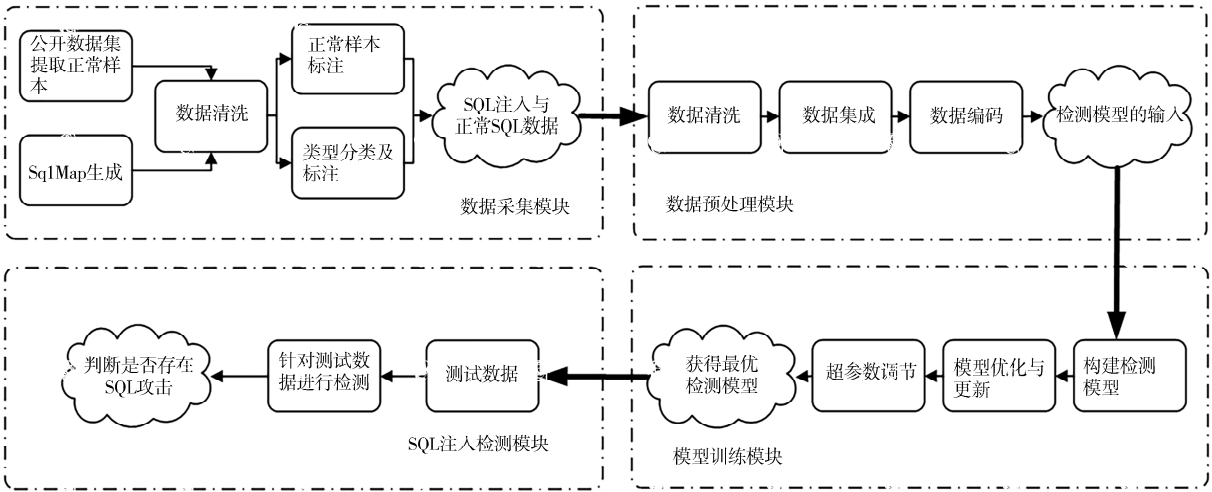 公开数据集
提取正常样
本
Sq1Map生成
数据清洗
正常样本
标注
类型分类及
标注
SQL注入与
正常SQL数据
数据采集模块
数据清洗
数据集成
数据编码
检测模型的输入
数据预处理模块
构建检测
模型
模型优化与
更新
超参数调节
获得最优
检测模型
模型训练模块
测试数据
针对测试数
据进行检测
判断是否存在
SQL攻击
SQL注入检测模块